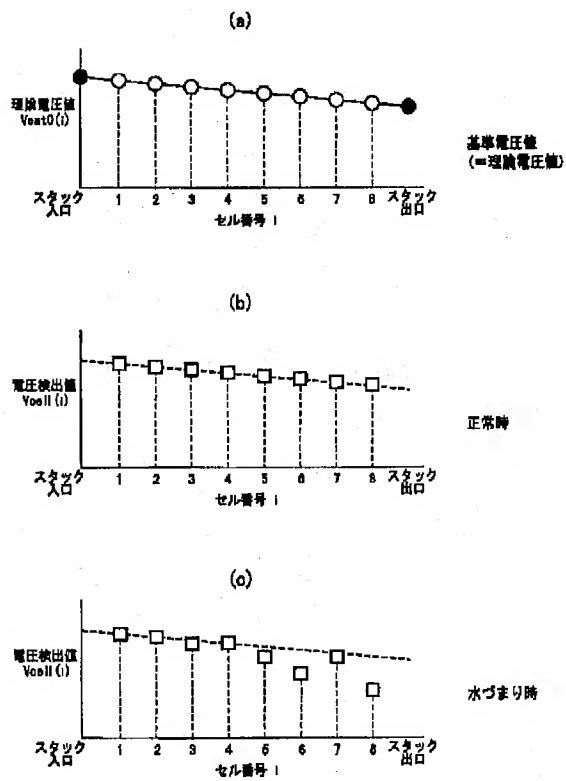 (a)
理論電圧値
Vest0(i)
基準電圧値
(=理論電圧値)
スタック
入口
1 2 3 4 5 6 7 8
スタック
出口
セル番号 i
(b)
電圧検出値
Vcell(i)
正常時
スタック
入口
1 2 3 4 5 6 7 8
スタック
出口
セル番号 i
(c)
電圧検出値
Vcell(i)
水づまり時
スタック
入口
1 2 3 4 5 6 7 8
スタック
出口
セル番号 i